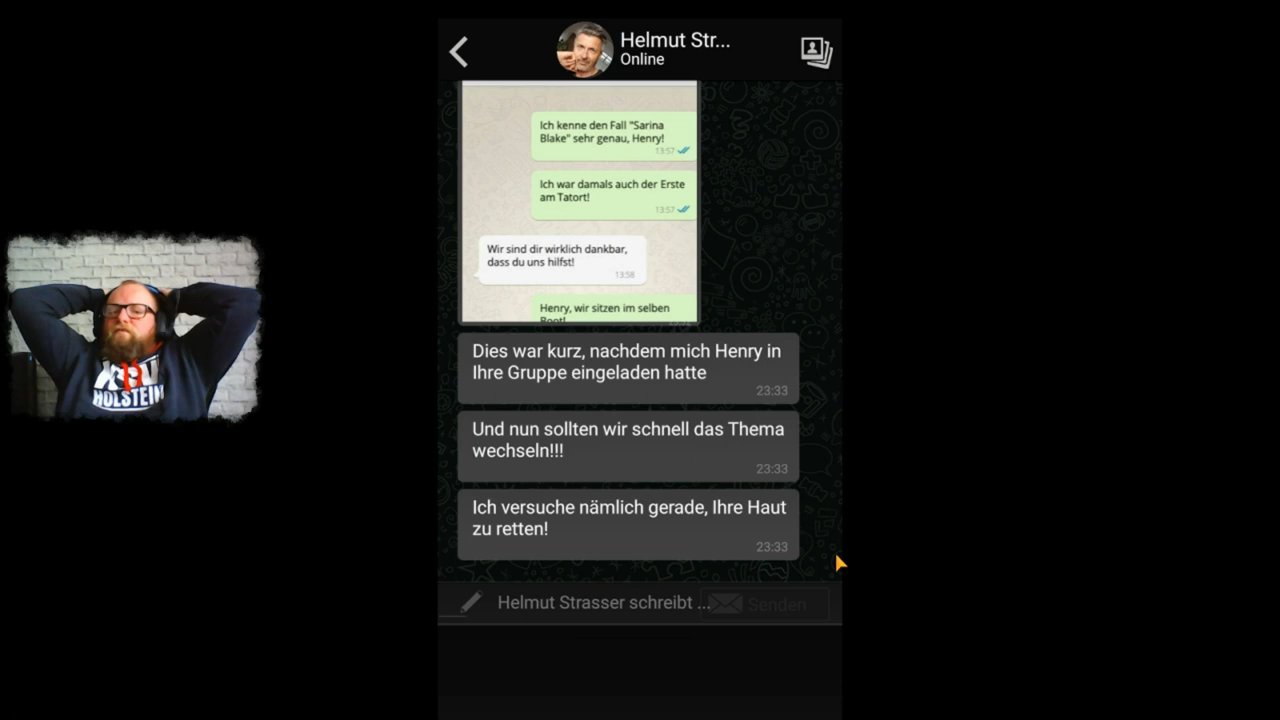 Helmut Str...
Online
Ich kenne den Fall "Sarina
Blake" sehr genau, Henry!
13:57
Ich war damals auch der Erste
am Tatort!
13:57
Wir sind dir wirklich dankbar,
dass du uns hilfst!
13:58
Henry, wir sitzen im selben
Boot!
Dies war kurz, nachdem mich Henry in
Ihre Gruppe eingeladen hatte
23:33
Und nun sollten wir schnell das Thema
wechseln!!!
23:33
Ich versuche nämlich gerade, Ihre Haut
zu retten!
23:33
Helmut Strasser schreibt ...
Senden
HOLSTEIN